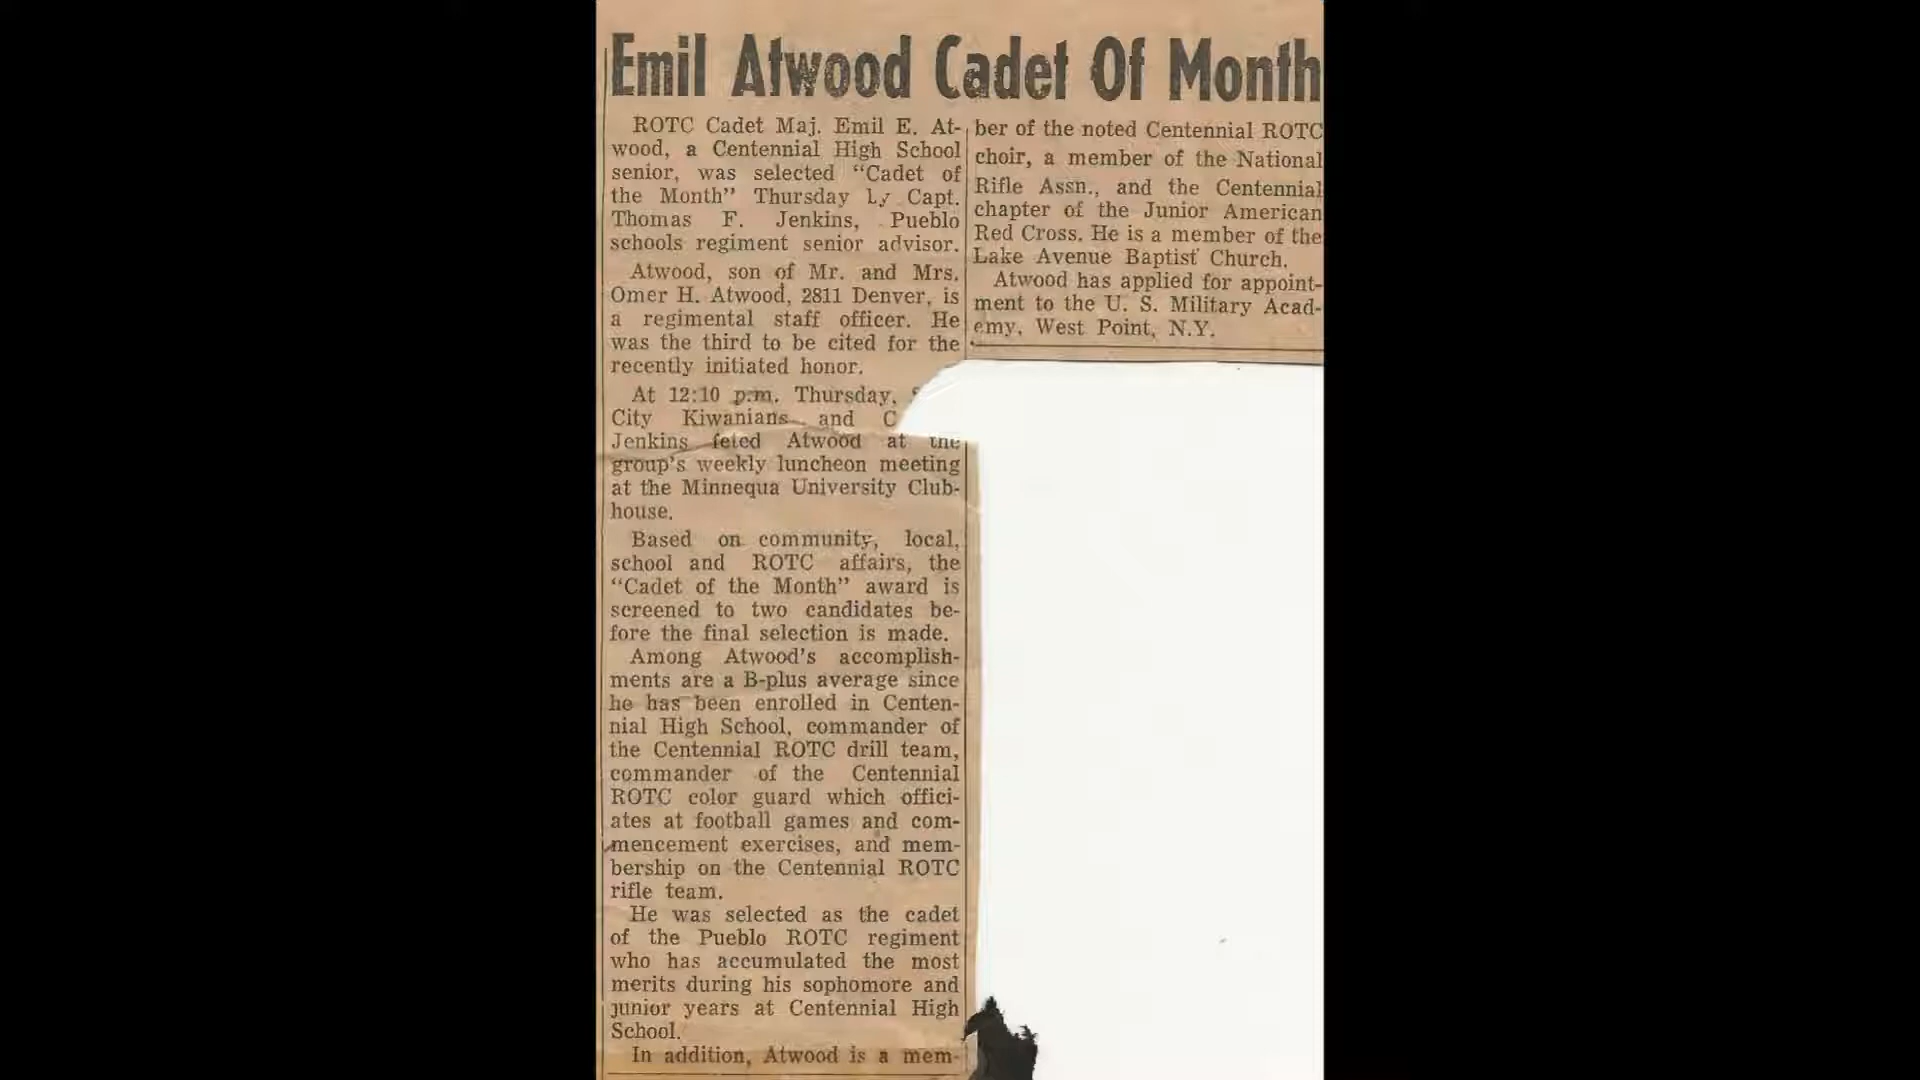 Emil Atwood Cadet Of Month
ROTC Cadet Maj. Emil E. At-
wood, a Centennial High School
senior, was selected "Cadet of
the Month" Thursday by Capt.
Thomas F. Jenkins, Pueblo
schools regiment senior advisor.
Atwood, son of Mr. and Mrs.
Omer H. Atwood, 2811 Denver, is
a regimental staff officer. He
was the third to be cited for the
recently initiated honor.
At 12:10 p.m. Thursday,
City Kiwanians and
Jenkins feted Atwood at the
group's weekly luncheon meeting
at the Minnequa University Club-
house.
Based on community, local,
school and ROTC affairs, the
"Cadet of the Month" award is
screened to two candidates be-
fore the final selection is made.
Among Atwood's accomplish-
ments are a B-plus average since
he has been enrolled in Centen-
nial High School, commander of
the Centennial ROTC drill team,
commander of the Centennial
ROTC color guard which offici-
ates at football games and com-
mencement exercises, and mem-
bership on the Centennial ROTC
rifle team.
He was selected as the cadet
of the Pueblo ROTC regiment
who has accumulated the most
merits during his sophomore and
junior years at Centennial High
School.
In addition, Atwood is a mem-
ber of the noted Centennial ROTC
choir, a member of the National
Rifle Assn., and the Centennial
chapter of the Junior American
Red Cross. He is a member of the
Lake Avenue Baptist Church.
Atwood has applied for appoint-
ment to the U. S. Military Acad-
emy, West Point, N.Y.